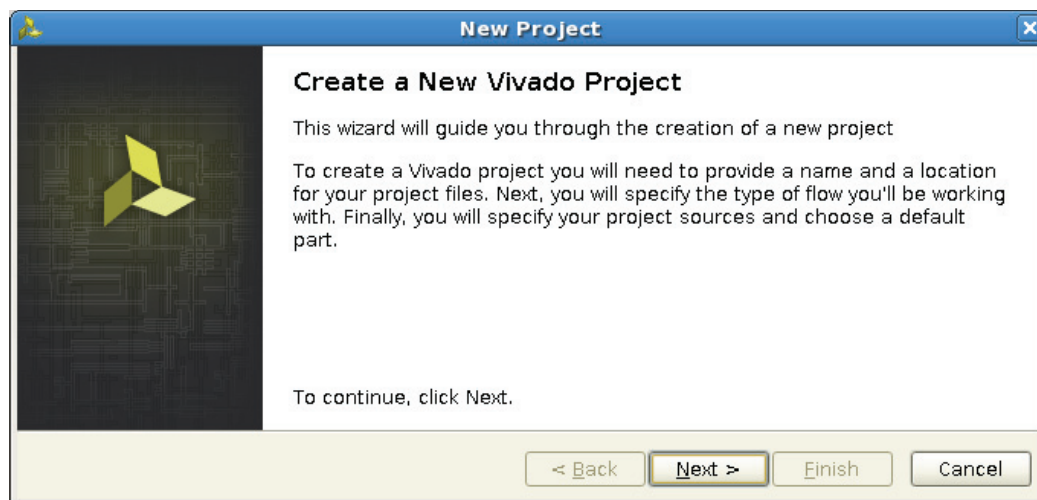 New Project
Create a New Vivado Project
This wizard will guide you through the creation of a new project
To create a Vivado project you will need to provide a name and a location
for your project files. Next, you will specify the type of flow you'll be working
with. Finally, you will specify your project sources and choose a default
part.
To continue, click Next.
< Back Next > Finish Cancel